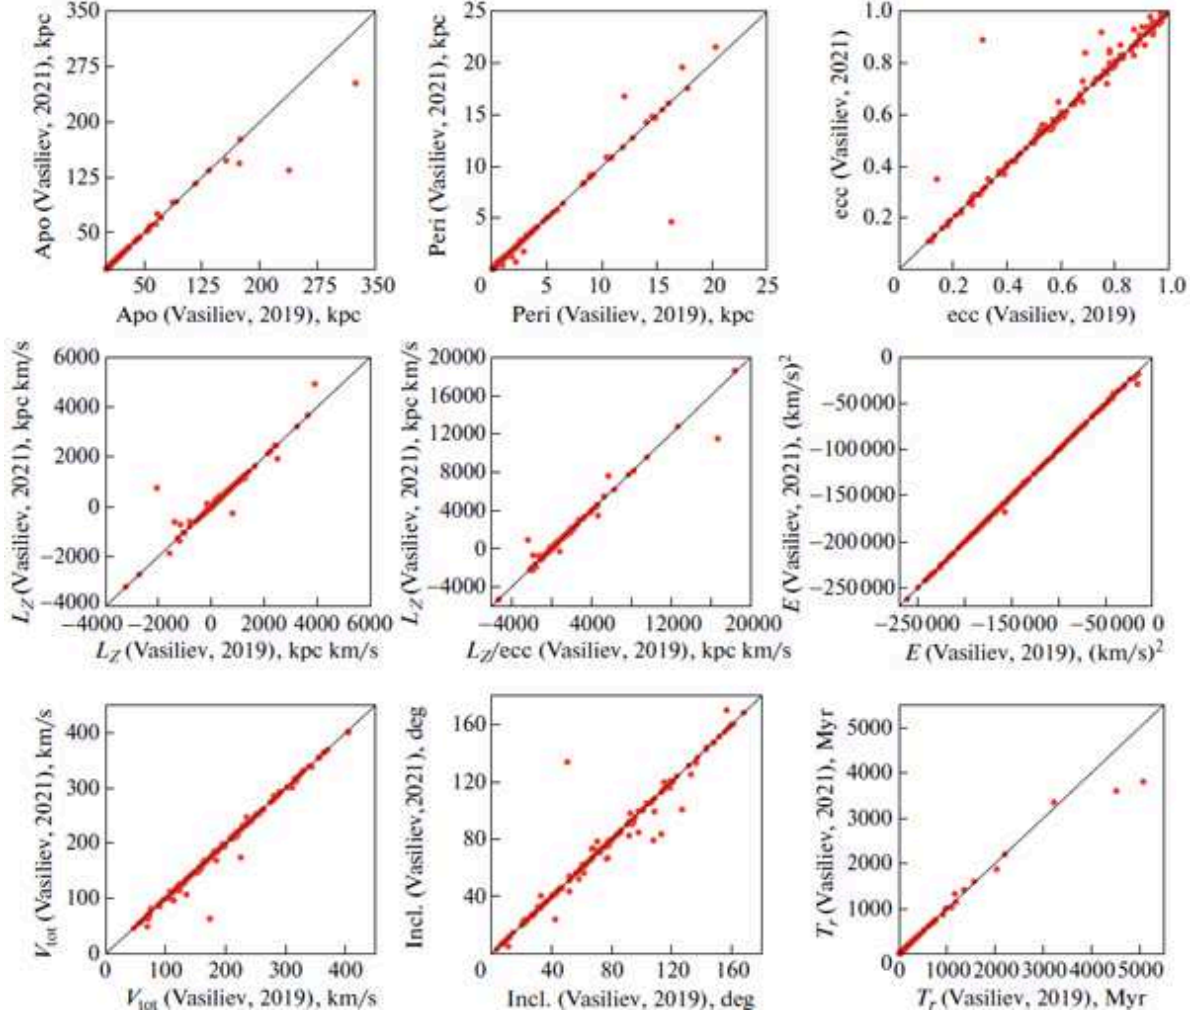 350
275
200
125
50
Apo (Vasiliev, 2021), kpc
50 125 200 275 350
Apo (Vasiliev, 2019), kpc
25
20
15
10
5
Peri (Vasiliev, 2021), kpc
0 5 10 15 20 25
Peri (Vasiliev, 2019), kpc
1.0
0.8
0.6
0.4
0.2
ecc (Vasiliev, 2021)
0 0.2 0.4 0.6 0.8 1.0
ecc (Vasiliev, 2019)
6000
4000
2000
0
−2000
−4000
L_Z (Vasiliev, 2021), kpc km/s
−4000 −2000 0 2000 4000 6000
L_Z (Vasiliev, 2019), kpc km/s
20000
16000
12000
8000
4000
0
−4000
L_Z (Vasiliev, 2021), kpc km/s
−4000 4000 12000 20000
L_Z/ecc (Vasiliev, 2019), kpc km/s
0
−50000
−100000
−150000
−200000
−250000
E (Vasiliev, 2021), (km/s)²
−250000 −150000 −50000 0
E (Vasiliev, 2019), (km/s)²
400
300
200
100
0
V_tot (Vasiliev, 2021), km/s
0 100 200 300 400
V_tot (Vasiliev, 2019), km/s
160
120
80
40
Incl. (Vasiliev,2021), deg
0 40 80 120 160
Incl. (Vasiliev, 2019), deg
5000
4000
3000
2000
1000
0
T_r (Vasiliev, 2021), Myr
0 1000 2000 3000 4000 5000
T_r (Vasiliev, 2019), Myr